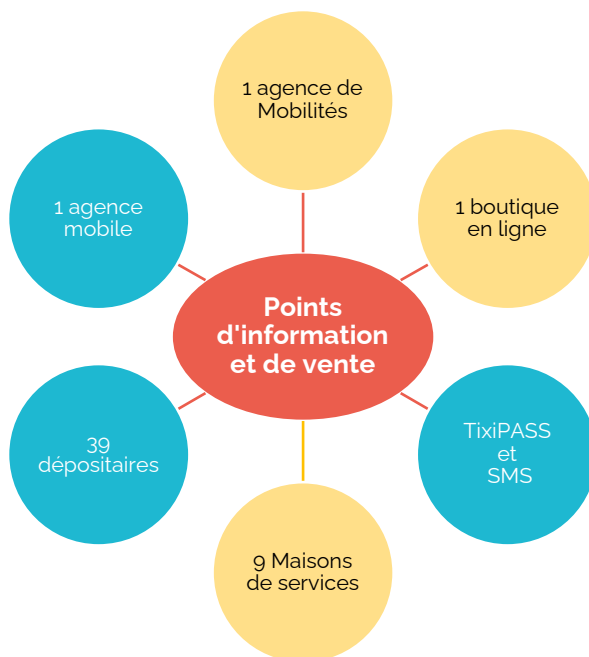 1 agence de
Mobilités
1 agence
mobile
1 boutique
en ligne
Points
d'information
et de vente
39
dépositaires
TixiPASS
et
SMS
9 Maisons
de services